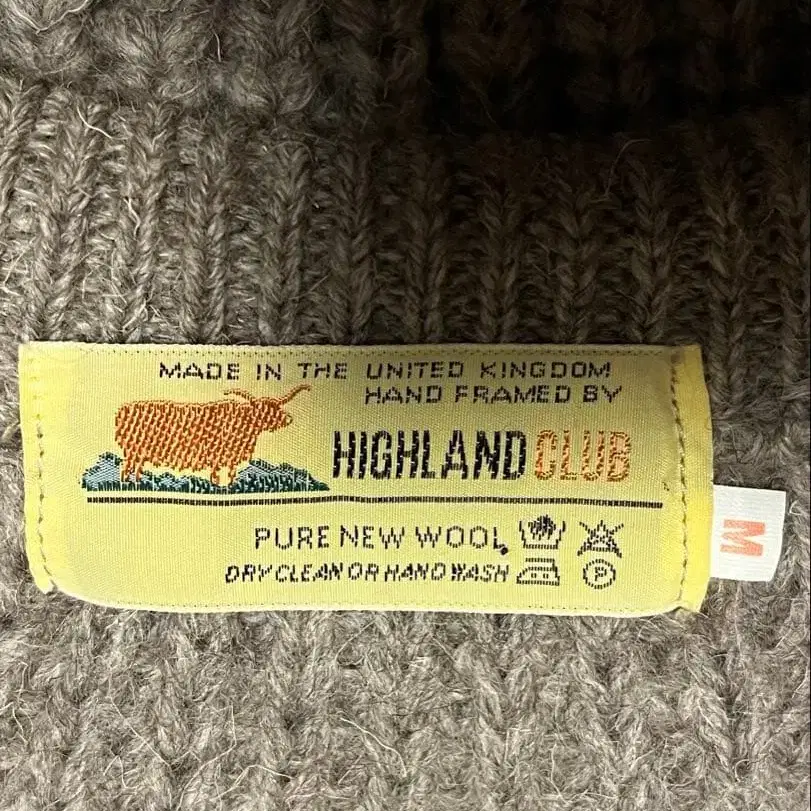 MADE IN THE UNITED KINGDOM
HAND FRAMED BY
HIGHLAND CLUB
PURE NEW WOOL
DRY CLEAN OR HAND WASH
P
M